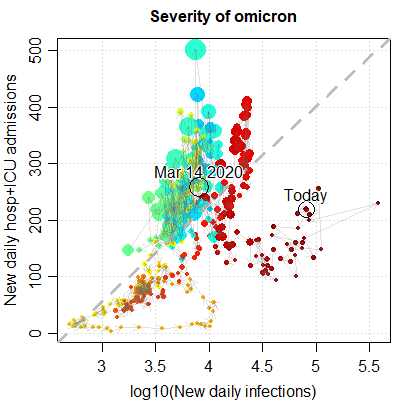 Severity of omicron
New daily hosp+ICU admissions
500
400
300
200
100
0
Mar 14 2020
Today
3
3.5
4
4.5
5
5.5
log10(New daily infections)